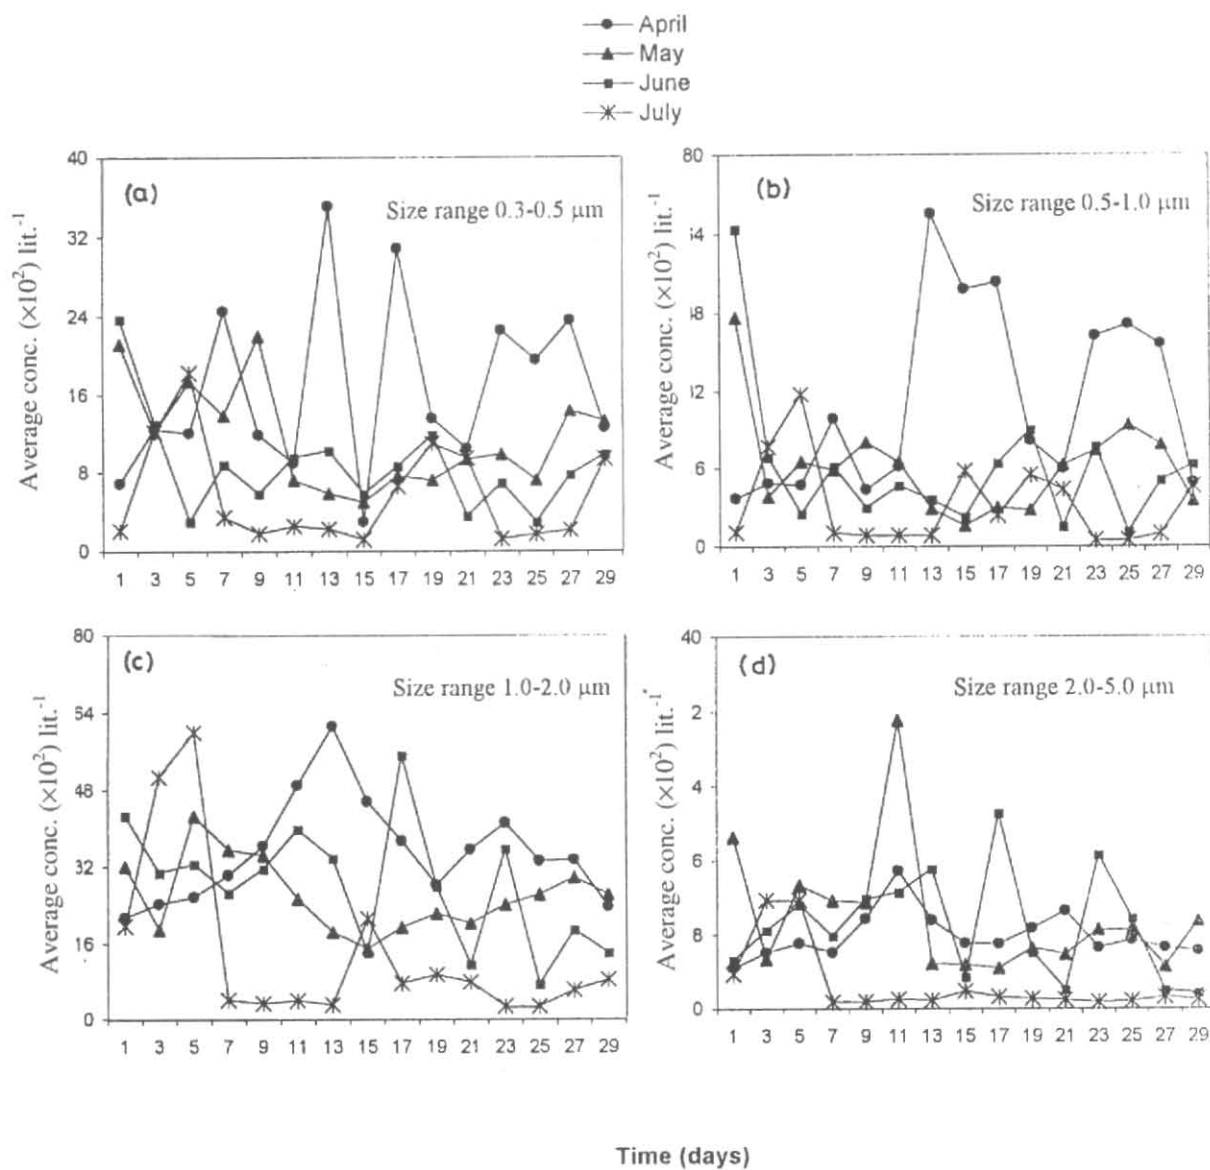 April
May
June
July
(a)
Size range 0.3-0.5 μm
Average conc. (×10²) lit.⁻¹
40
32
24
16
8
0
1 3 5 7 9 11 13 15 17 19 21 23 25 27 29
(b)
Size range 0.5-1.0 μm
Average conc. (×10²) lit.⁻¹
80
54
48
32
6
0
1 3 5 7 9 11 13 15 17 19 21 23 25 27 29
(c)
Size range 1.0-2.0 μm
Average conc. (×10²) lit.⁻¹
80
64
48
32
16
0
1 3 5 7 9 11 13 15 17 19 21 23 25 27 29
(d)
Size range 2.0-5.0 μm
Average conc. (×10²) lit.⁻¹
40
2
4
6
8
0
1 3 5 7 9 11 13 15 17 19 21 23 25 27 29
Time (days)